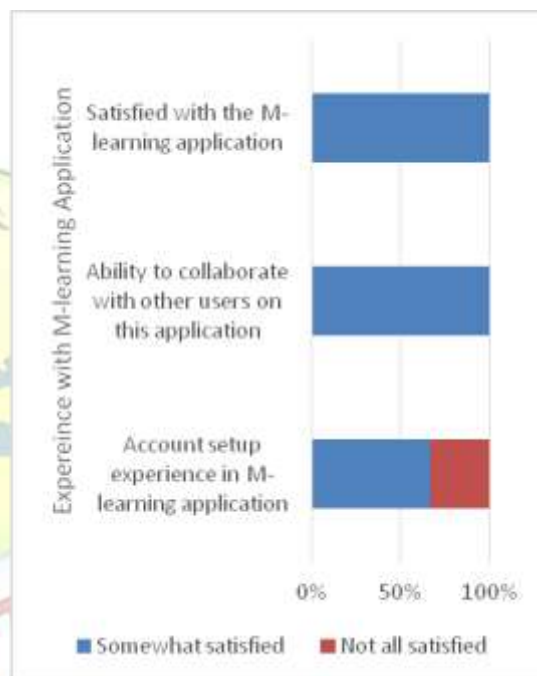 Expereince with M-learning Application
Satisfied with the M-
learning application
Ability to collaborate
with other users on
this application
Account setup
experience in M-
learning application
0% 50% 100%
Somewhat satisfied Not all satisfied